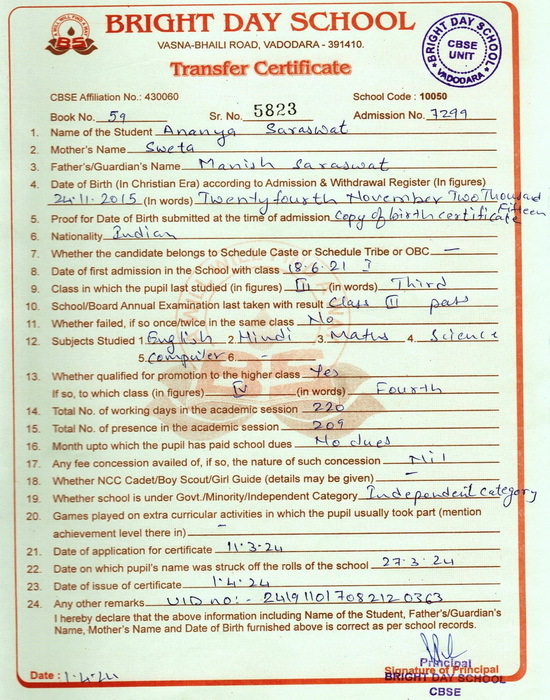 BRIGHT DAY SCHOOL
VASNA-BHAILI ROAD, VADODARA - 391410.
Transfer Certificate
BRIGHT DAY SCHOOL
CBSE
UNIT
VADODARA
CBSE Affiliation No.: 430060 School Code : 10050
Book No. 59 Sr. No. 5823 Admission No. 7299
1. Name of the Student Ananya Saraswat
2. Mother's Name Sweta
3. Father's/Guardian's Name Manish Saraswat
4. Date of Birth (In Christian Era) according to Admission & Withdrawal Register (In figures)
24.11.2015 (In words) Twenty fourth November Two Thousand Fifteen
5. Proof for Date of Birth submitted at the time of admission copy of birth certificate
6. Nationality Indian
7. Whether the candidate belongs to Schedule Caste or Schedule Tribe or OBC —
8. Date of first admission in the School with class 18.6.21 I
9. Class in which the pupil last studied (in figures) III (in words) Third
10. School/Board Annual Examination last taken with result Class III pass
11. Whether failed, if so once/twice in the same class No
12. Subjects Studied 1. English 2. Hindi 3. Maths 4. Science
5. Computer 6. -
13. Whether qualified for promotion to the higher class Yes
If so, to which class (in figures) IV (in words) Fourth
14. Total No. of working days in the academic session 220
15. Total No. of presence in the academic session 209
16. Month upto which the pupil has paid school dues No dues
17. Any fee concession availed of, if so, the nature of such concession Nil
18. Whether NCC Cadet/Boy Scout/Girl Guide (details may be given) —
19. Whether school is under Govt./Minority/Independent Category Independent category
20. Games played on extra curricular activities in which the pupil usually took part (mention
achievement level there in) -
21. Date of application for certificate 11.3.24
22. Date on which pupil's name was struck off the rolls of the school 27.3.24
23. Date of issue of certificate 1.4.24
24. Any other remarks UID no:- 241911017082120363
I hereby declare that the above information including Name of the Student, Father's/Guardian's
Name, Mother's Name and Date of Birth furnished above is correct as per school records.
Date : 1.4.24
Principal
Signature of Principal
BRIGHT DAY SCHOOL
CBSE